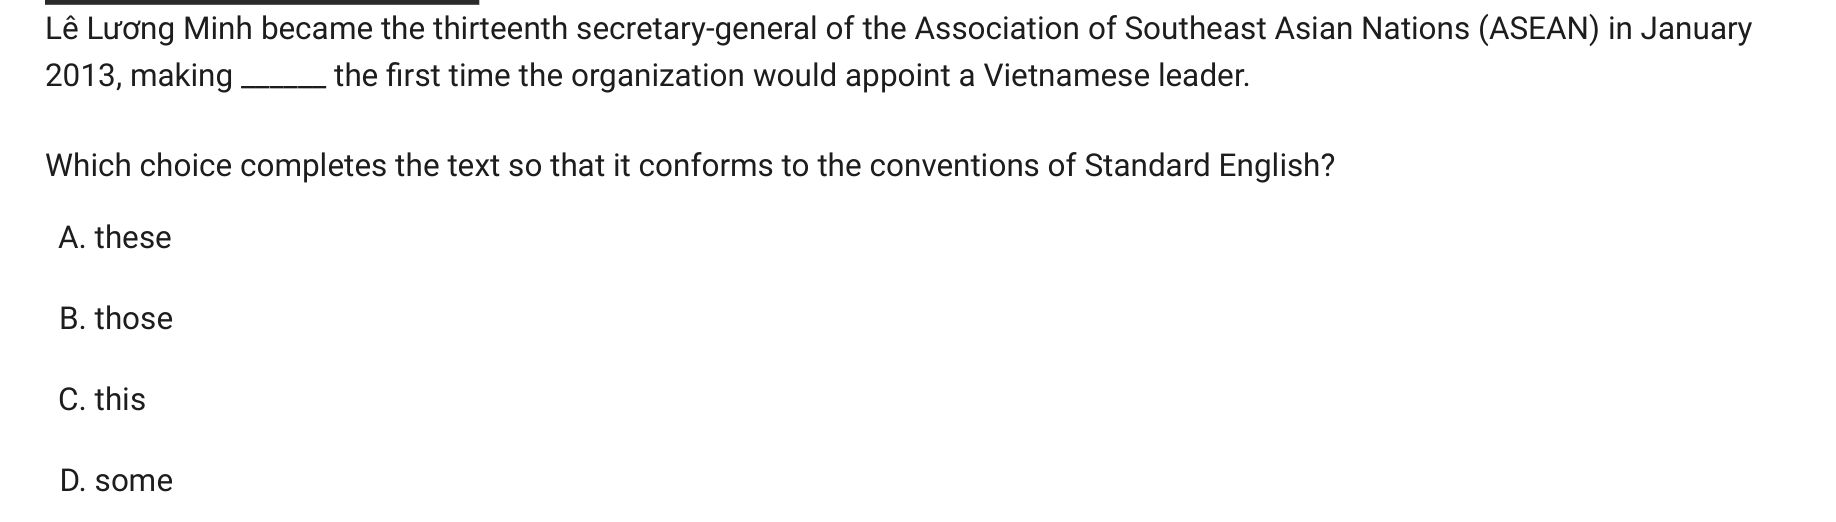 Lê Lương Minh became the thirteenth secretary-general of the Association of Southeast Asian Nations (ASEAN) in January
2013, making ______ the first time the organization would appoint a Vietnamese leader.
Which choice completes the text so that it conforms to the conventions of Standard English?
A. these
B. those
C. this
D. some